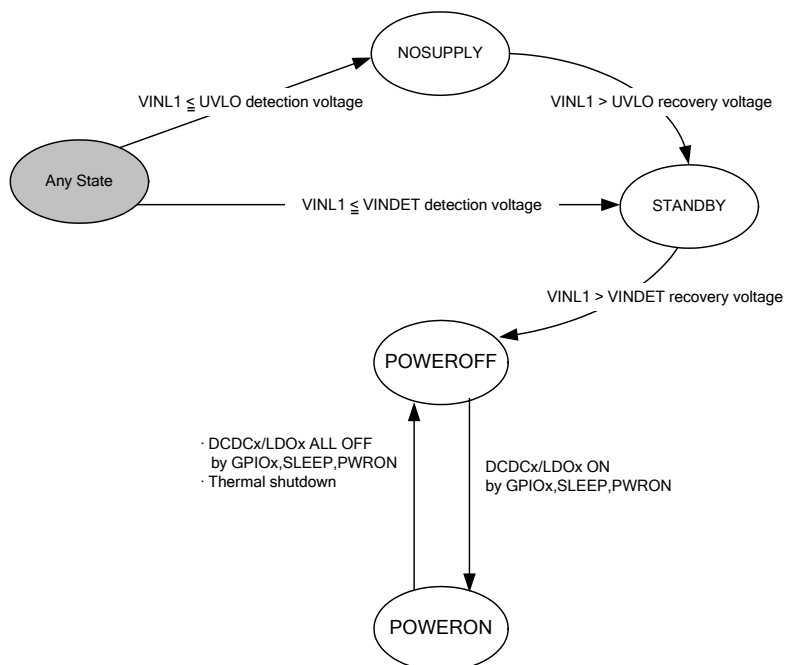 NOSUPPLY
VINL1 ≦ UVLO detection voltage
VINL1 > UVLO recovery voltage
Any State
VINL1 ≦ VINDET detection voltage
STANDBY
VINL1 > VINDET recovery voltage
POWEROFF
· DCDCx/LDOx ALL OFF
by GPIOx,SLEEP,PWRON
· Thermal shutdown
DCDCx/LDOx ON
by GPIOx,SLEEP,PWRON
POWERON